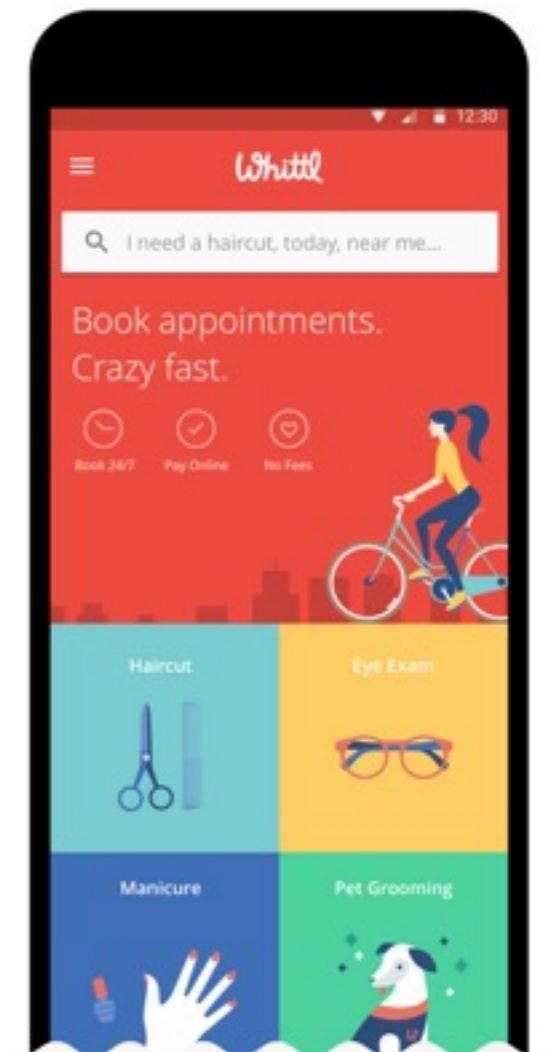 12:30
Whittl
I need a haircut, today, near me...
Book appointments.
Crazy fast.
Book 24/7 Pay Online No Fees
Haircut Eye Exam
Manicure Pet Grooming